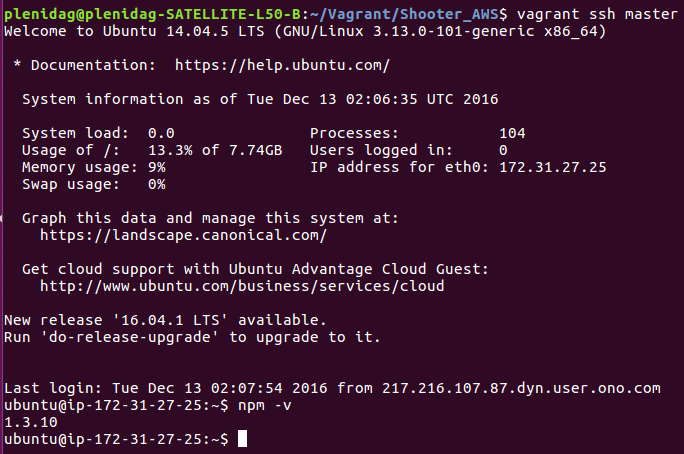 plenidag@plenidag-SATELLITE-L50-B:~/Vagrant/Shooter_AWS$ vagrant ssh master
Welcome to Ubuntu 14.04.5 LTS (GNU/Linux 3.13.0-101-generic x86_64)
* Documentation:  https://help.ubuntu.com/
System information as of Tue Dec 13 02:06:35 UTC 2016
System load:  0.0               Processes:           104
Usage of /:   13.3% of 7.74GB   Users logged in:     0
Memory usage: 9%                IP address for eth0: 172.31.27.25
Swap usage:   0%
Graph this data and manage this system at:
https://landscape.canonical.com/
Get cloud support with Ubuntu Advantage Cloud Guest:
http://www.ubuntu.com/business/services/cloud
New release '16.04.1 LTS' available.
Run 'do-release-upgrade' to upgrade to it.
Last login: Tue Dec 13 02:07:54 2016 from 217.216.107.87.dyn.user.ono.com
ubuntu@ip-172-31-27-25:~$ npm -v
1.3.10
ubuntu@ip-172-31-27-25:~$